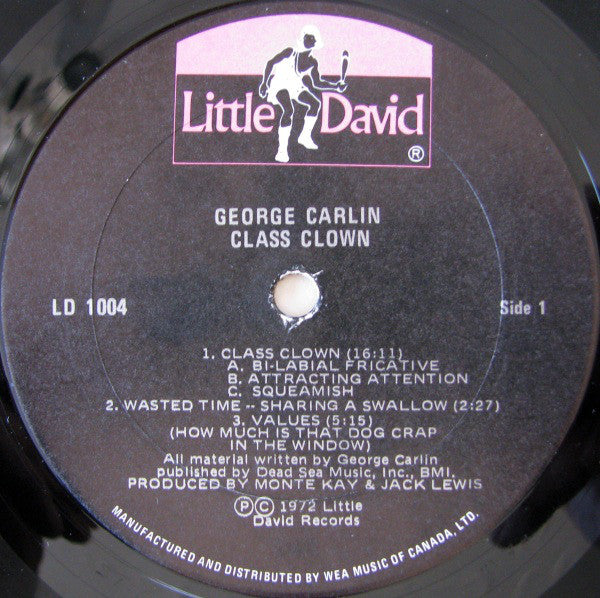 Little David
®
GEORGE CARLIN
CLASS CLOWN
LD 1004
Side 1
1. CLASS CLOWN (16:11)
A. BI-LABIAL FRICATIVE
B. ATTRACTING ATTENTION
C. SQUEAMISH
2. WASTED TIME -- SHARING A SWALLOW (2:27)
3. VALUES (5:15)
(HOW MUCH IS THAT DOG CRAP
IN THE WINDOW)
All material written by George Carlin
published by Dead Sea Music, Inc., BMI.
PRODUCED BY MONTE KAY & JACK LEWIS
Ⓟ © 1972 Little
David Records
MANUFACTURED AND DISTRIBUTED BY WEA MUSIC OF CANADA, LTD.